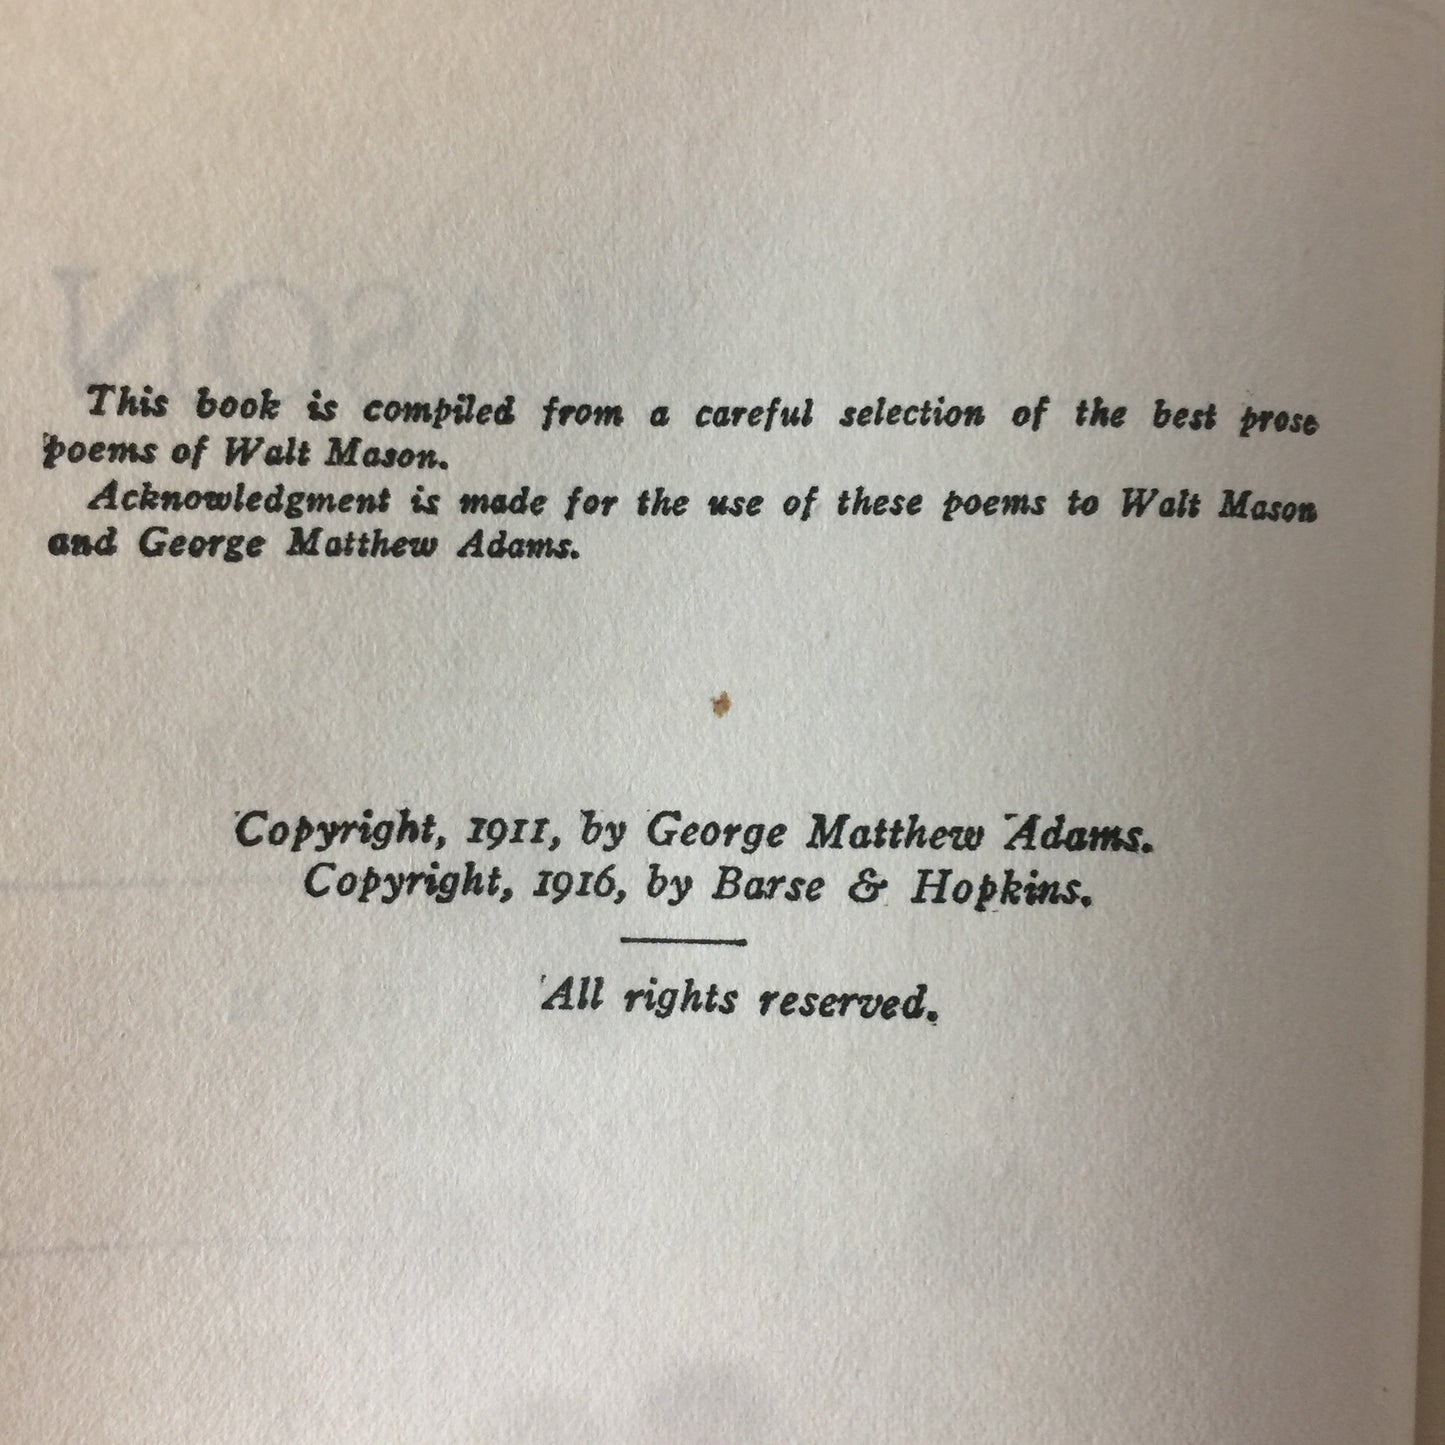 This book is compiled from a careful selection of the best prose
poems of Walt Mason.
Acknowledgment is made for the use of these poems to Walt Mason
and George Matthew Adams.
Copyright, 1911, by George Matthew Adams.
Copyright, 1916, by Barse & Hopkins.
All rights reserved.